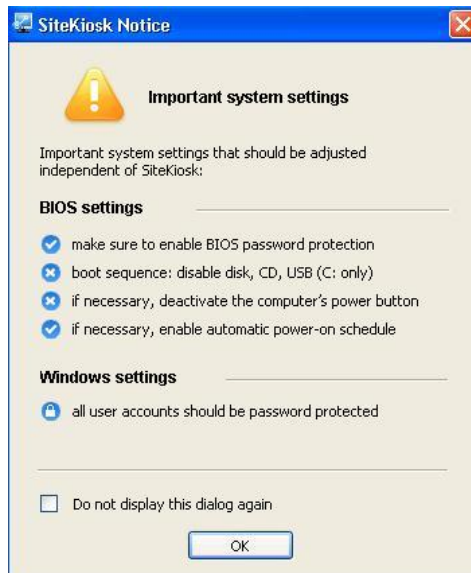 SiteKiosk Notice
Important system settings
Important system settings that should be adjusted
independent of SiteKiosk:
BIOS settings
make sure to enable BIOS password protection
boot sequence: disable disk, CD, USB (C: only)
if necessary, deactivate the computer's power button
if necessary, enable automatic power-on schedule
Windows settings
all user accounts should be password protected
Do not display this dialog again
OK